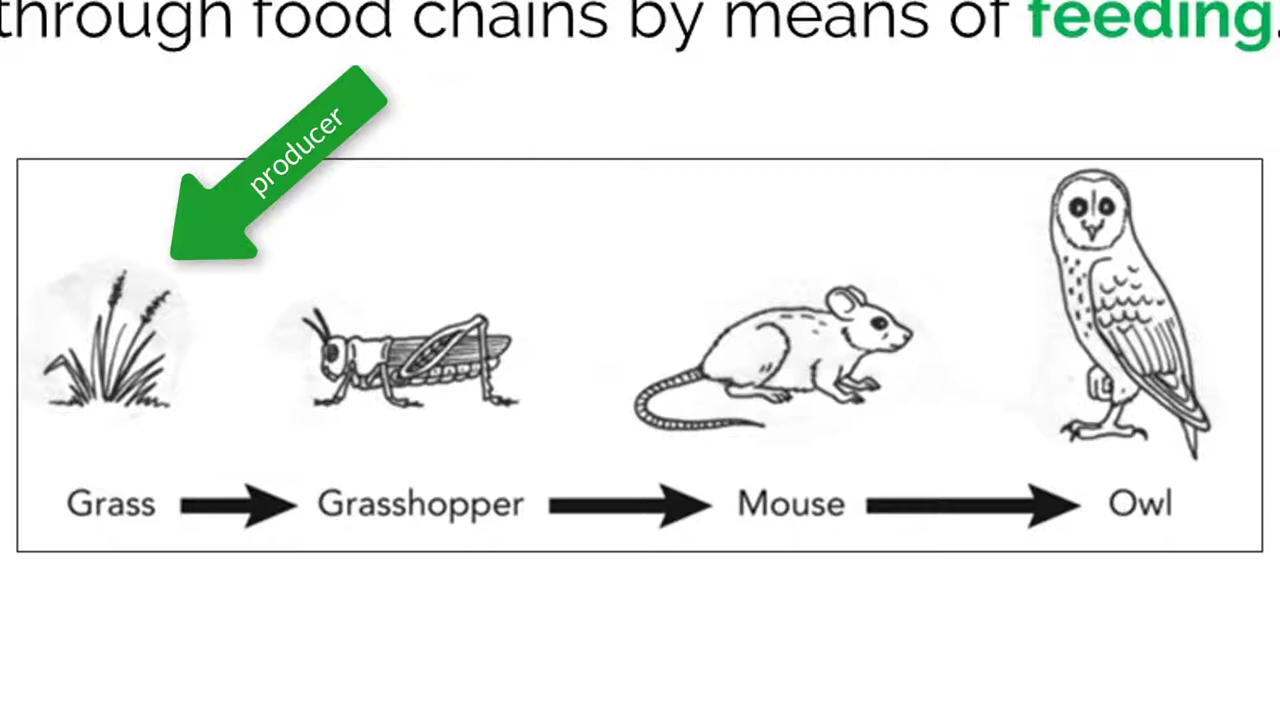 through food chains by means of feeding.
producer
Grass Grasshopper Mouse Owl